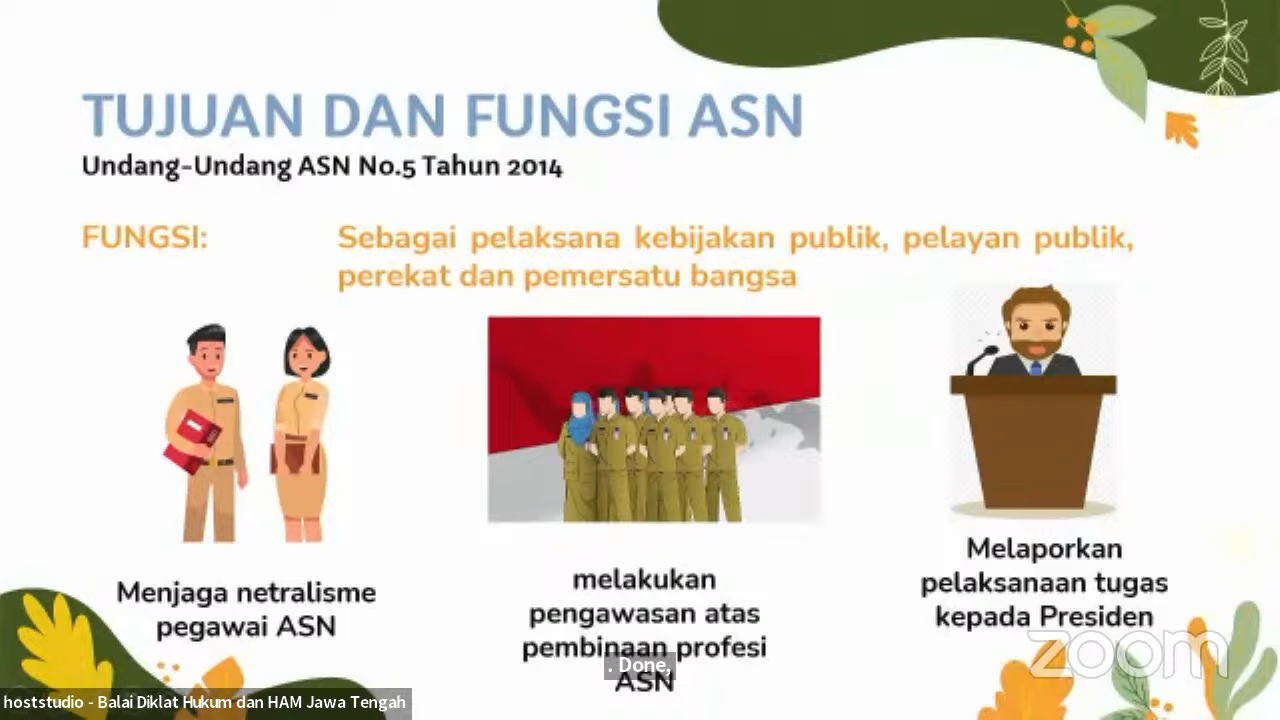 TUJUAN DAN FUNGSI ASN
Undang-Undang ASN No.5 Tahun 2014
FUNGSI:
Sebagai pelaksana kebijakan publik, pelayan publik,
perekat dan pemersatu bangsa
Menjaga netralisme
pegawai ASN
melakukan
pengawasan atas
pembinaan profesi
ASN
Melaporkan
pelaksanaan tugas
kepada Presiden
. Done,
zoom
hoststudio - Balai Diklat Hukum dan HAM Jawa Tengah